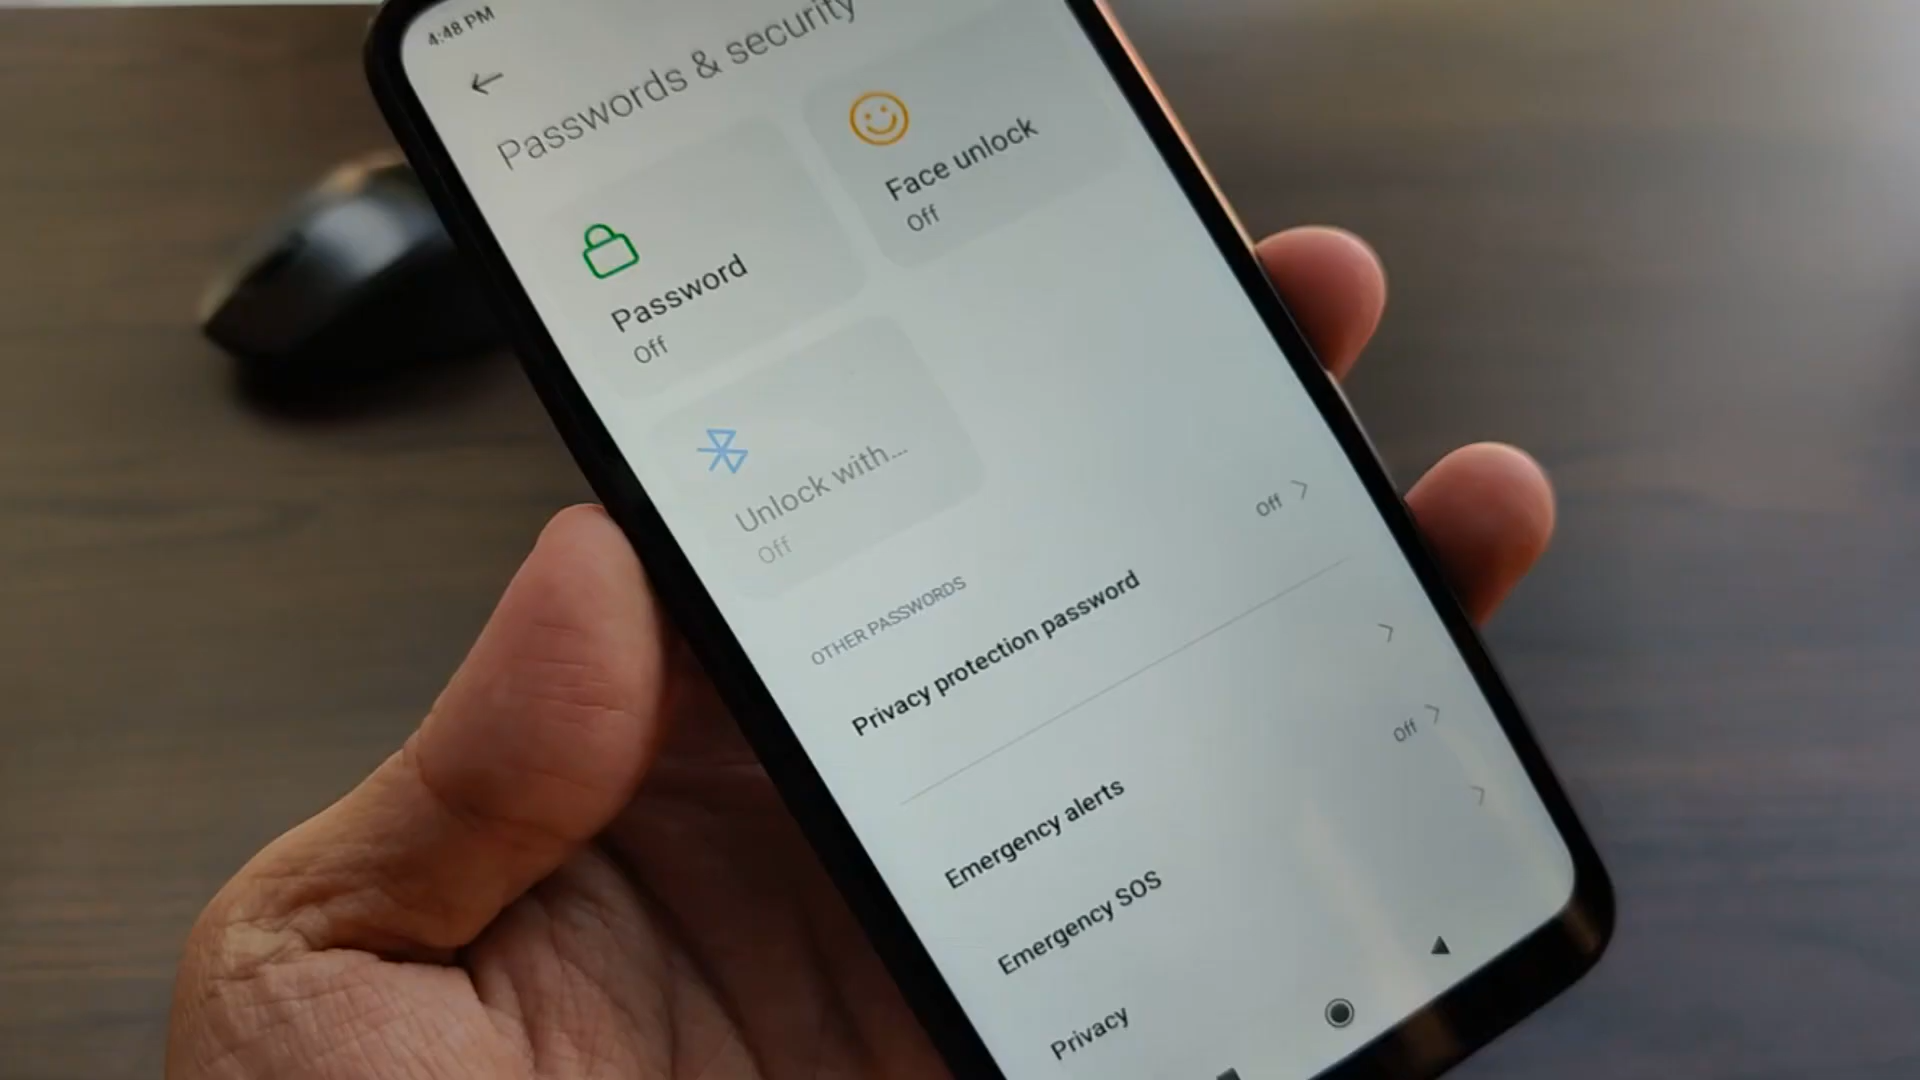 4:48 PM
Passwords & security
Password
Off
Face unlock
Off
Unlock with...
Off
OTHER PASSWORDS
Privacy protection password
Off
Emergency alerts
Emergency SOS
Off
Privacy